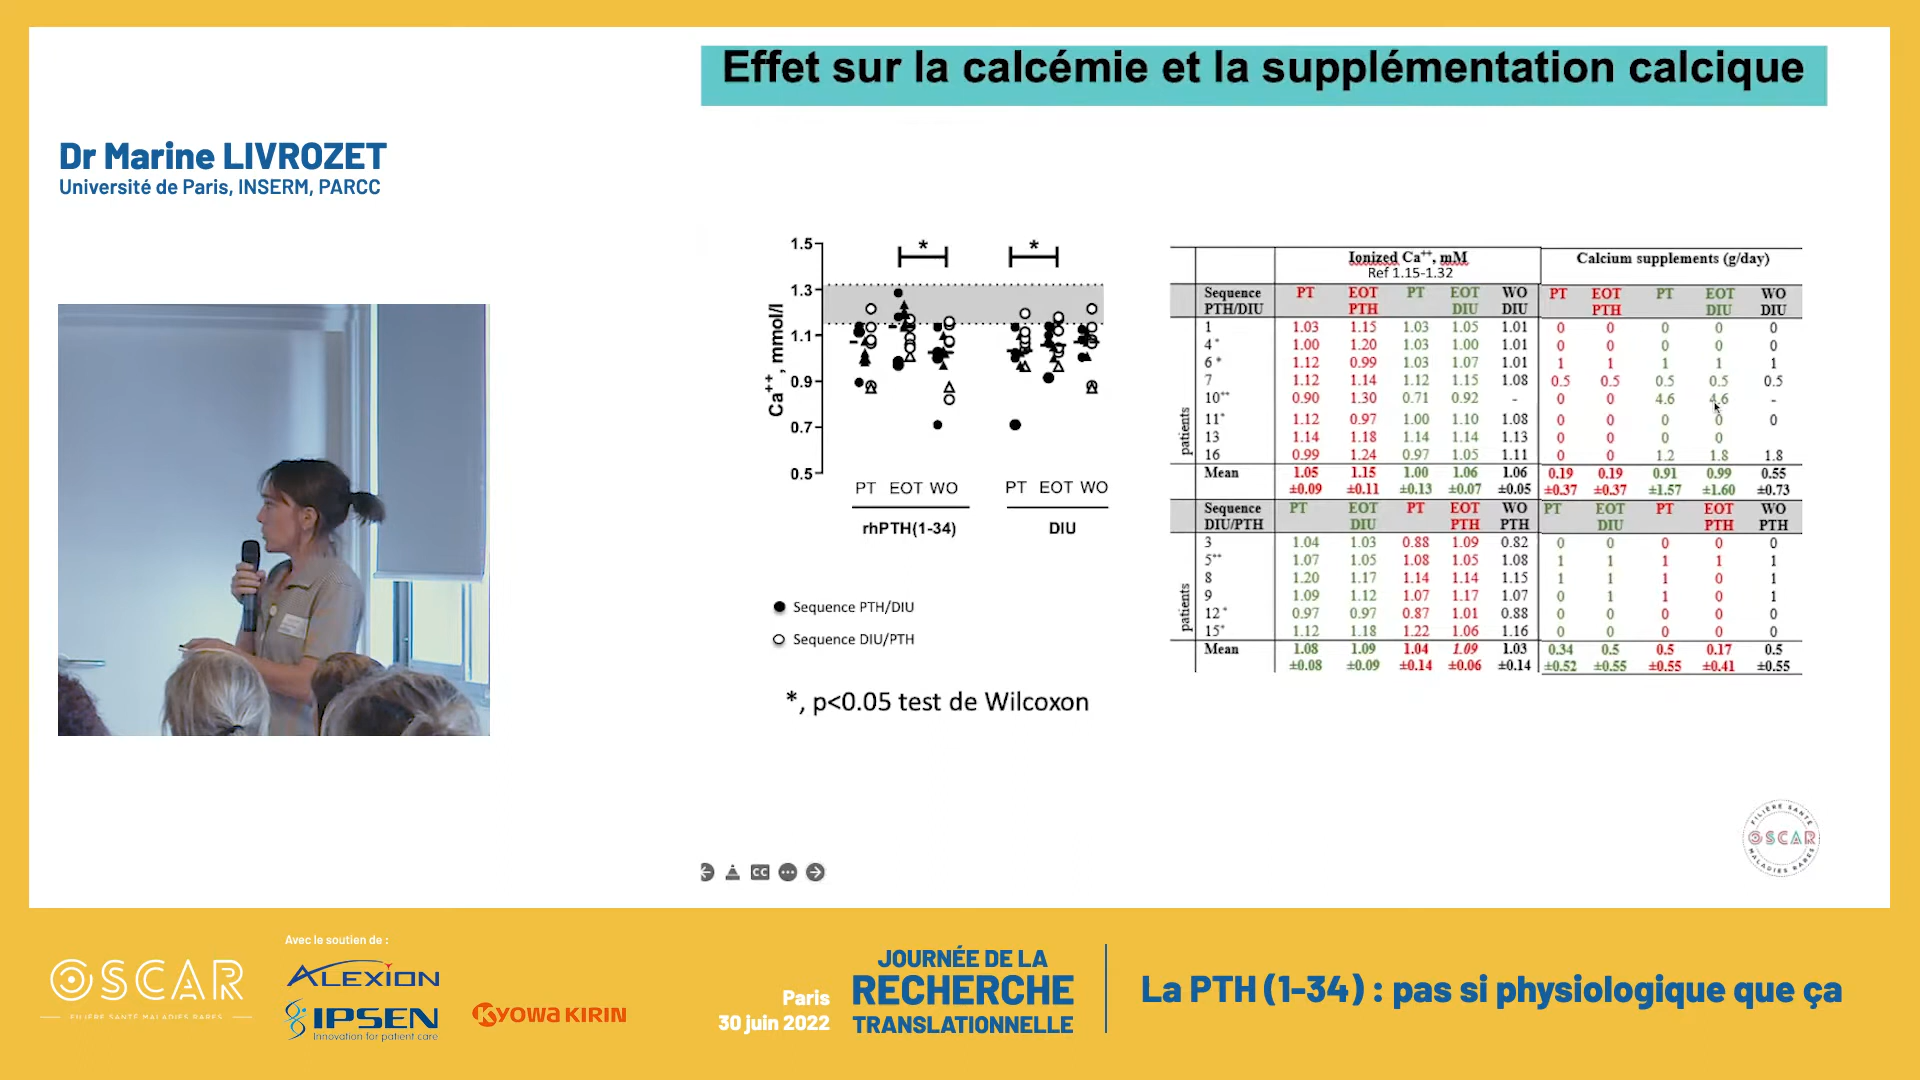 Effet sur la calcémie et la supplémentation calcique
Dr Marine LIVROZET
Université de Paris, INSERM, PARCC
Ca⁺⁺, mmol/l
1.5
1.3
1.1
0.9
0.7
0.5
* *
PT EOT WO PT EOT WO
rhPTH(1-34) DIU
Sequence PTH/DIU
Sequence DIU/PTH
*, p<0.05 test de Wilcoxon
Ionized Ca⁺⁺, mM Calcium supplements (g/day)
Ref 1.15-1.32
Sequence PT EOT PT EOT WO PT EOT PT EOT WO
PTH/DIU PTH DIU DIU PTH DIU DIU
patients
1 1.03 1.15 1.03 1.05 1.01 0 0 0 0 0
4* 1.00 1.20 1.03 1.00 1.01 0 0 0 0 0
6* 1.12 0.99 1.03 1.07 1.01 1 1 1 1 1
7 1.12 1.14 1.12 1.15 1.08 0.5 0.5 0.5 0.5 0.5
10** 0.90 1.30 0.71 0.92 - 0 0 4.6 4.6 -
11* 1.12 0.97 1.00 1.10 1.08 0 0 0 0 0
13 1.14 1.18 1.14 1.14 1.13 0 0 0 0
16 0.99 1.24 0.97 1.05 1.11 0 0 1.2 1.8 1.8
Mean 1.05 1.15 1.00 1.06 1.06 0.19 0.19 0.91 0.99 0.55
±0.09 ±0.11 ±0.13 ±0.07 ±0.05 ±0.37 ±0.37 ±1.57 ±1.60 ±0.73
Sequence PT EOT PT EOT WO PT EOT PT EOT WO
DIU/PTH DIU PTH PTH DIU PTH PTH
patients
3 1.04 1.03 0.88 1.09 0.82 0 0 0 0 0
5** 1.07 1.05 1.08 1.05 1.08 1 1 1 1 1
8 1.20 1.17 1.14 1.14 1.15 1 1 1 0 1
9 1.09 1.12 1.07 1.17 1.07 0 1 1 0 1
12* 0.97 0.97 0.87 1.01 0.88 0 0 0 0 0
15* 1.12 1.18 1.22 1.06 1.16 0 0 0 0 0
Mean 1.08 1.09 1.04 1.09 1.03 0.34 0.5 0.5 0.17 0.5
±0.08 ±0.09 ±0.14 ±0.06 ±0.14 ±0.52 ±0.55 ±0.55 ±0.41 ±0.55
CC
FILIÈRE SANTÉ
OSCAR
MALADIES RARES
OSCAR
FILIERE SANTÉ MALADIES RARES
Avec le soutien de :
ALEXION
IPSEN
Innovation for patient care
KYOWA KIRIN
Paris
30 juin 2022
JOURNÉE DE LA
RECHERCHE
TRANSLATIONNELLE
La PTH (1-34) : pas si physiologique que ça